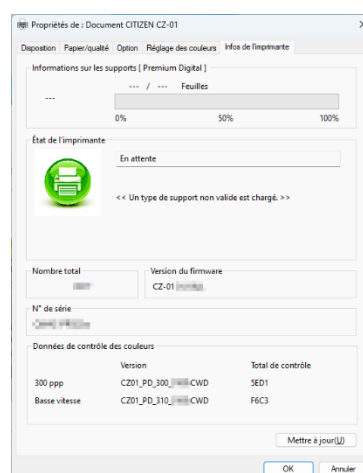 Propriétés de : Document CITIZEN CZ-01
Disposition Papier/qualité Option Réglage des couleurs Infos de l'imprimante
Informations sur les supports [ Premium Digital ]
--- / --- Feuilles
---
0% 50% 100%
État de l'imprimante
En attente
<< Un type de support non valide est chargé. >>
Nombre total Version du firmware
CZ-01
N° de série
Données de contrôle des couleurs
Version Total de contrôle
300 ppp CZ01_PD_300_ CWD 5ED1
Basse vitesse CZ01_PD_310_ CWD F6C3
Mettre à jour(U)
OK Annuler